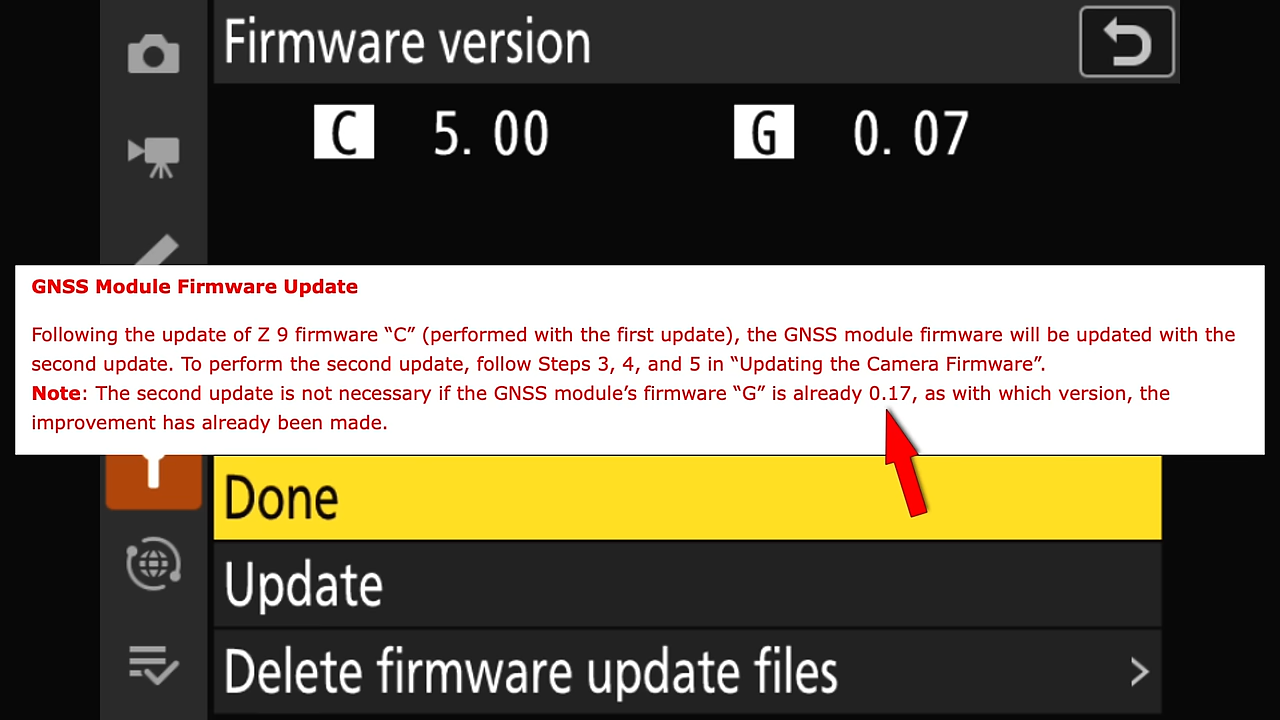 Firmware version
C 5. 00 G 0. 07
GNSS Module Firmware Update
Following the update of Z 9 firmware “C” (performed with the first update), the GNSS module firmware will be updated with the
second update. To perform the second update, follow Steps 3, 4, and 5 in “Updating the Camera Firmware”.
Note: The second update is not necessary if the GNSS module’s firmware “G” is already 0.17, as with which version, the
improvement has already been made.
Done
Update
Delete firmware update files